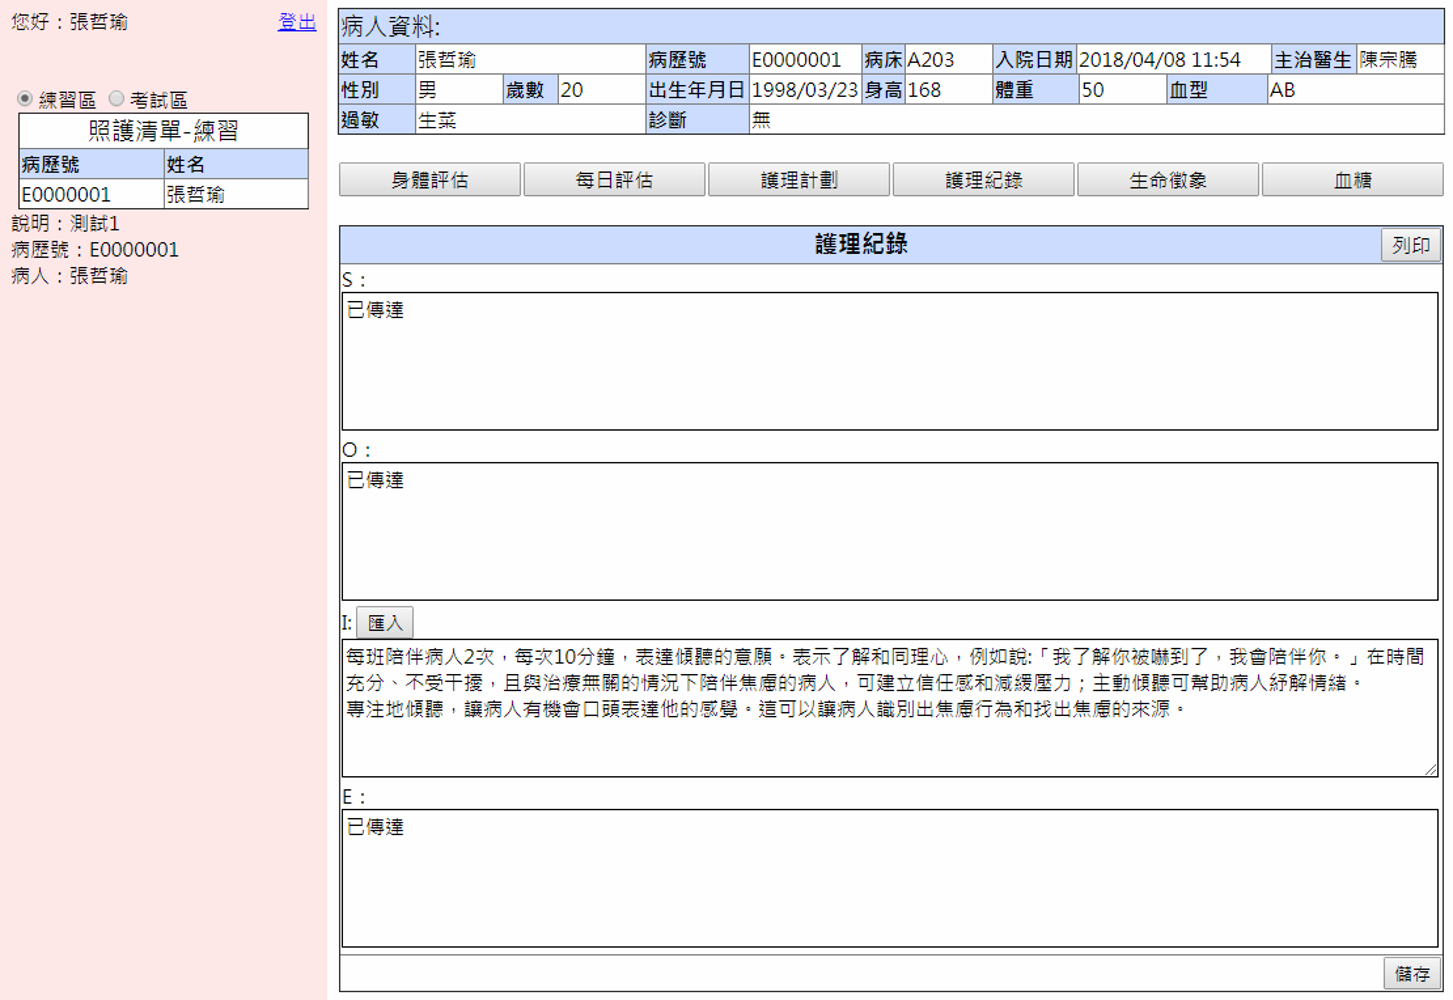 您好：張哲瑜 登出
練習區 考試區
照護清單-練習
病歷號 姓名
E0000001 張哲瑜
說明：測試1
病歷號：E0000001
病人：張哲瑜
病人資料:
姓名 張哲瑜 病歷號 E0000001 病床 A203 入院日期 2018/04/08 11:54 主治醫生 陳宗騰
性別 男 歲數 20 出生年月日 1998/03/23 身高 168 體重 50 血型 AB
過敏 生菜 診斷 無
身體評估 每日評估 護理計劃 護理紀錄 生命徵象 血糖
護理紀錄 列印
S：
已傳達
O：
已傳達
I: 匯入
每班陪伴病人2次，每次10分鐘，表達傾聽的意願。表示了解和同理心，例如說:「我了解你被嚇到了，我會陪伴你。」在時間
充分、不受干擾，且與治療無關的情況下陪伴焦慮的病人，可建立信任感和減緩壓力；主動傾聽可幫助病人紓解情緒。
專注地傾聽，讓病人有機會口頭表達他的感覺。這可以讓病人識別出焦慮行為和找出焦慮的來源。
E：
已傳達
儲存